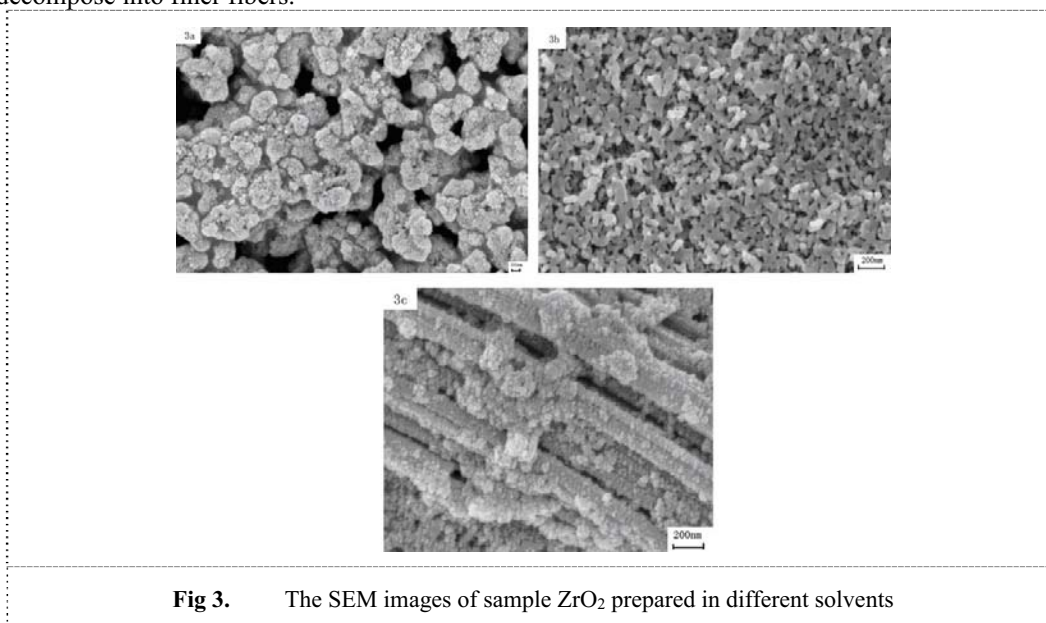 decompose into finer fibers.
3a
3b
200nm
3c
200nm
Fig 3. The SEM images of sample ZrO₂ prepared in different solvents